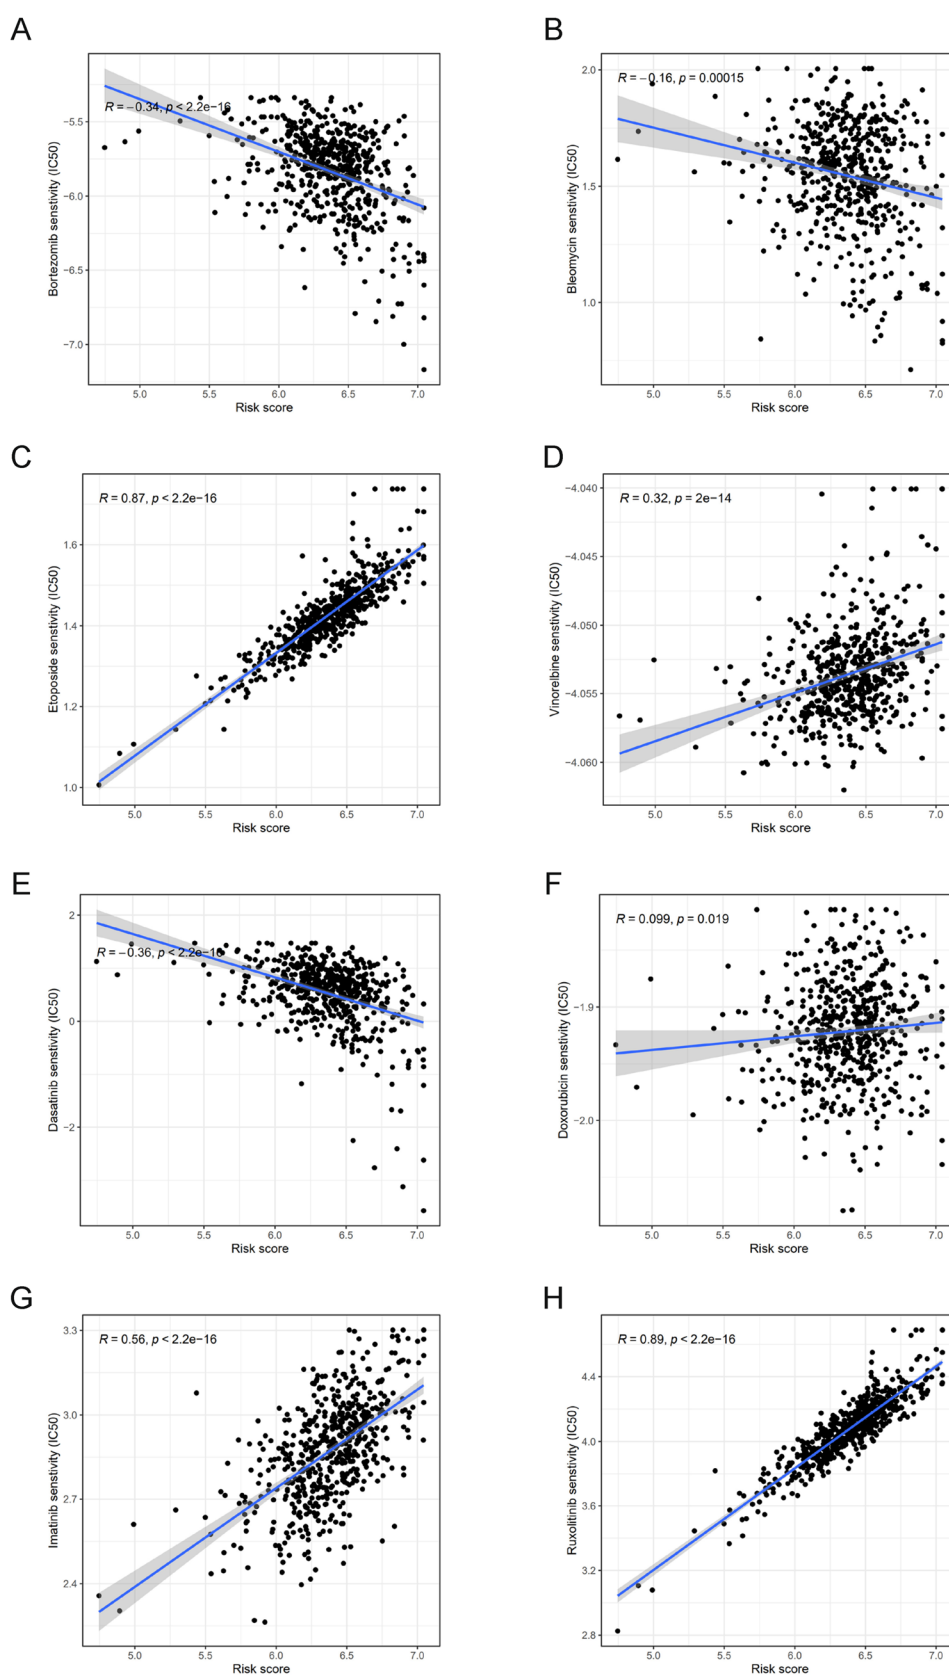 A
R = −0.34, p < 2.2e−16
Bortezomib senstivity (IC50)
−5.5
−6.0
−6.5
−7.0
5.0 5.5 6.0 6.5 7.0
Risk score
B
R = −0.16, p = 0.00015
Bleomycin senstivity (IC50)
2.0
1.5
1.0
5.0 5.5 6.0 6.5 7.0
Risk score
C
R = 0.87, p < 2.2e−16
Etoposide senstivity (IC50)
1.6
1.4
1.2
1.0
5.0 5.5 6.0 6.5 7.0
Risk score
D
R = 0.32, p = 2e−14
Vinorelbine senstivity (IC50)
−4.040
−4.045
−4.050
−4.055
−4.060
5.0 5.5 6.0 6.5 7.0
Risk score
E
R = −0.36, p < 2.2e−16
Dasatinib senstivity (IC50)
2
0
−2
5.0 5.5 6.0 6.5 7.0
Risk score
F
R = 0.099, p = 0.019
Doxorubicin senstivity (IC50)
−1.9
−2.0
5.0 5.5 6.0 6.5 7.0
Risk score
G
R = 0.56, p < 2.2e−16
Imatinib senstivity (IC50)
3.3
3.0
2.7
2.4
5.0 5.5 6.0 6.5 7.0
Risk score
H
R = 0.89, p < 2.2e−16
Ruxolitinib senstivity (IC50)
4.4
4.0
3.6
3.2
2.8
5.0 5.5 6.0 6.5 7.0
Risk score